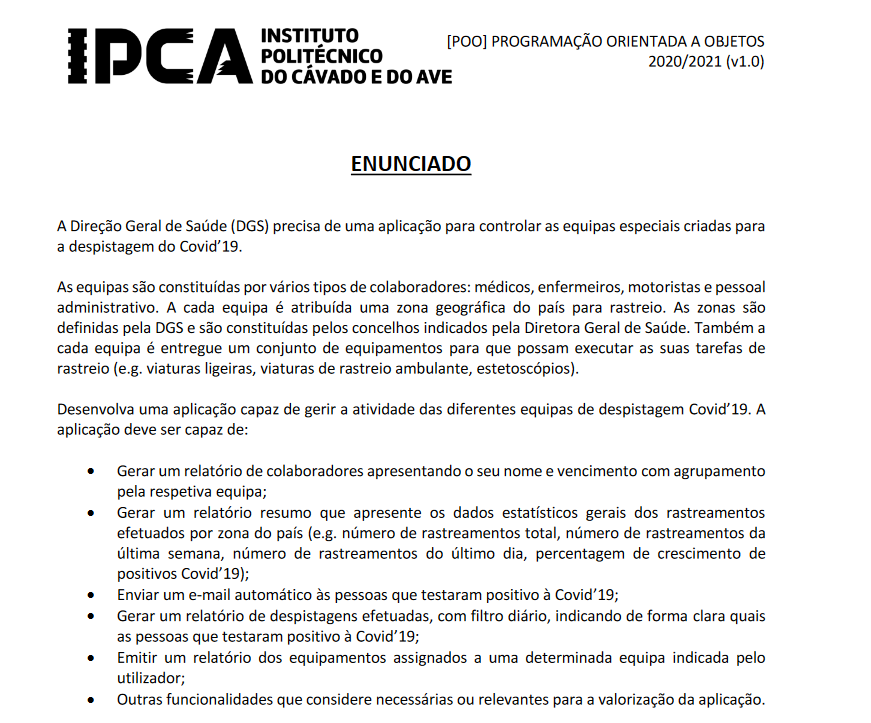 IPCA
INSTITUTO
POLITÉCNICO
DO CÁVADO E DO AVE
[POO] PROGRAMAÇÃO ORIENTADA A OBJETOS
2020/2021 (v1.0)
ENUNCIADO
A Direção Geral de Saúde (DGS) precisa de uma aplicação para controlar as equipas especiais criadas para
a despistagem do Covid’19.
As equipas são constituídas por vários tipos de colaboradores: médicos, enfermeiros, motoristas e pessoal
administrativo. A cada equipa é atribuída uma zona geográfica do país para rastreio. As zonas são
definidas pela DGS e são constituídas pelos concelhos indicados pela Diretora Geral de Saúde. Também a
cada equipa é entregue um conjunto de equipamentos para que possam executar as suas tarefas de
rastreio (e.g. viaturas ligeiras, viaturas de rastreio ambulante, estetoscópios).
Desenvolva uma aplicação capaz de gerir a atividade das diferentes equipas de despistagem Covid’19. A
aplicação deve ser capaz de:
• Gerar um relatório de colaboradores apresentando o seu nome e vencimento com agrupamento
pela respetiva equipa;
• Gerar um relatório resumo que apresente os dados estatísticos gerais dos rastreamentos
efetuados por zona do país (e.g. número de rastreamentos total, número de rastreamentos da
última semana, número de rastreamentos do último dia, percentagem de crescimento de
positivos Covid’19);
• Enviar um e-mail automático às pessoas que testaram positivo à Covid’19;
• Gerar um relatório de despistagens efetuadas, com filtro diário, indicando de forma clara quais
as pessoas que testaram positivo à Covid’19;
• Emitir um relatório dos equipamentos assignados a uma determinada equipa indicada pelo
utilizador;
• Outras funcionalidades que considere necessárias ou relevantes para a valorização da aplicação.